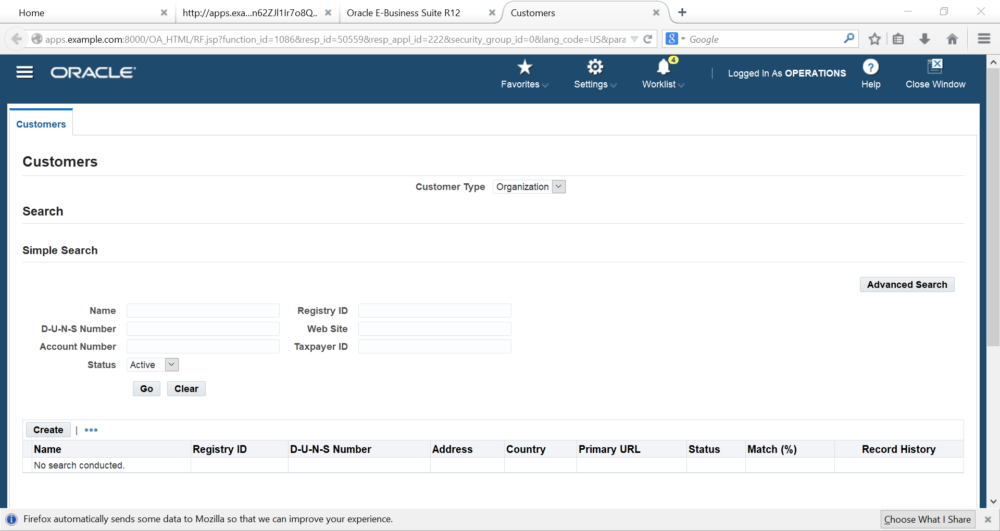 Home
http://apps.exa...n62ZJl1Ir7o8Q..
Oracle E-Business Suite R12
Customers
apps.example.com:8000/OA_HTML/RF.jsp?function_id=1086&resp_id=50559&resp_appl_id=222&security_group_id=0&lang_code=US&para
Google
ORACLE
Favorites
Settings
4
Worklist
Logged In As OPERATIONS
Help
Close Window
Customers
Customers
Customer Type Organization
Search
Simple Search
Advanced Search
Name
Registry ID
D-U-N-S Number
Web Site
Account Number
Taxpayer ID
Status Active
Go Clear
Create |
Name Registry ID D-U-N-S Number Address Country Primary URL Status Match (%) Record History
No search conducted.
Firefox automatically sends some data to Mozilla so that we can improve your experience.
Choose What I Share